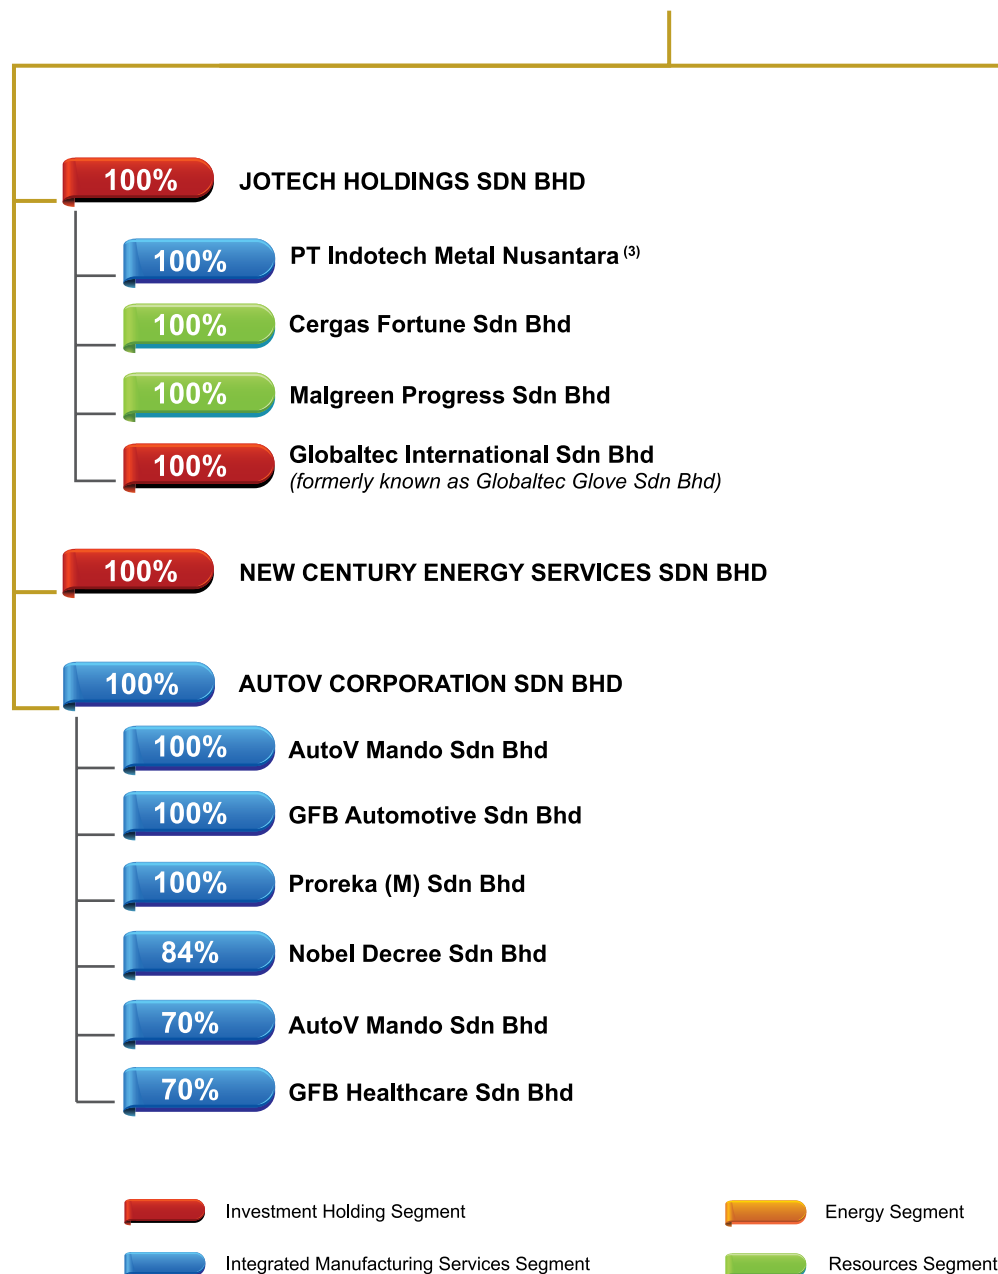 100% JOTECH HOLDINGS SDN BHD
100% PT Indotech Metal Nusantara (3)
100% Cergas Fortune Sdn Bhd
100% Malgreen Progress Sdn Bhd
100% Globaltec International Sdn Bhd
(formerly known as Globaltec Glove Sdn Bhd)
100% NEW CENTURY ENERGY SERVICES SDN BHD
100% AUTOV CORPORATION SDN BHD
100% AutoV Mando Sdn Bhd
100% GFB Automotive Sdn Bhd
100% Proreka (M) Sdn Bhd
84% Nobel Decree Sdn Bhd
70% AutoV Mando Sdn Bhd
70% GFB Healthcare Sdn Bhd
Investment Holding Segment
Energy Segment
Integrated Manufacturing Services Segment
Resources Segment